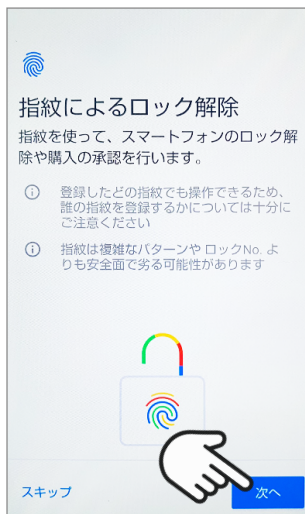 指紋によるロック解除
指紋を使って、スマートフォンのロック解
除や購入の承認を行います。
登録したどの指紋でも操作できるため、
誰の指紋を登録するかについては十分に
ご注意ください
指紋は複雑なパターンや ロックNo. よ
りも安全面で劣る可能性があります
スキップ
次へ